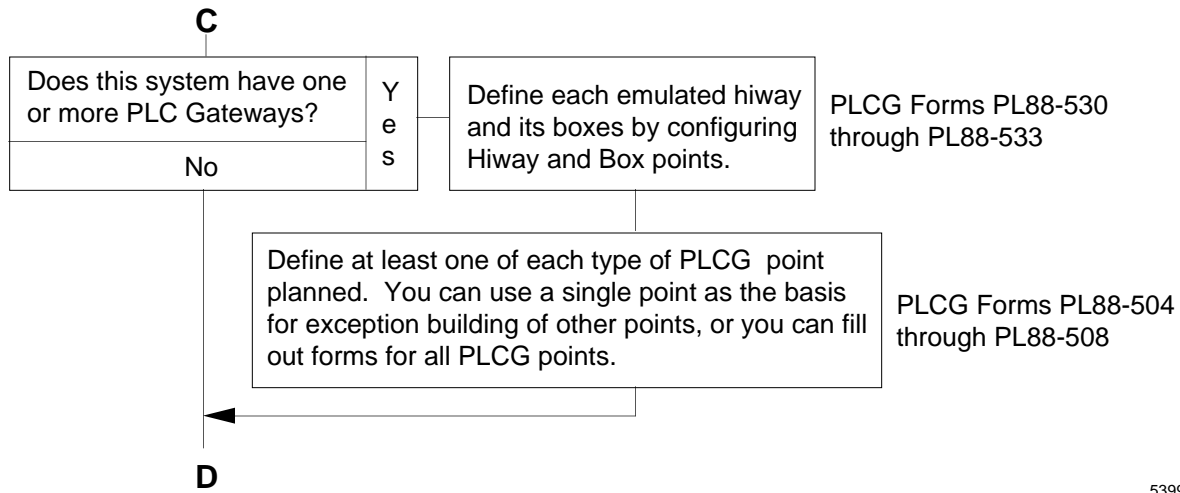 C
Does this system have one
or more PLC Gateways?
Yes
No
Define each emulated hiway
and its boxes by configuring
Hiway and Box points.
PLCG Forms PL88-530
through PL88-533
Define at least one of each type of PLCG point
planned. You can use a single point as the basis
for exception building of other points, or you can fill
out forms for all PLCG points.
PLCG Forms PL88-504
through PL88-508
D
5399